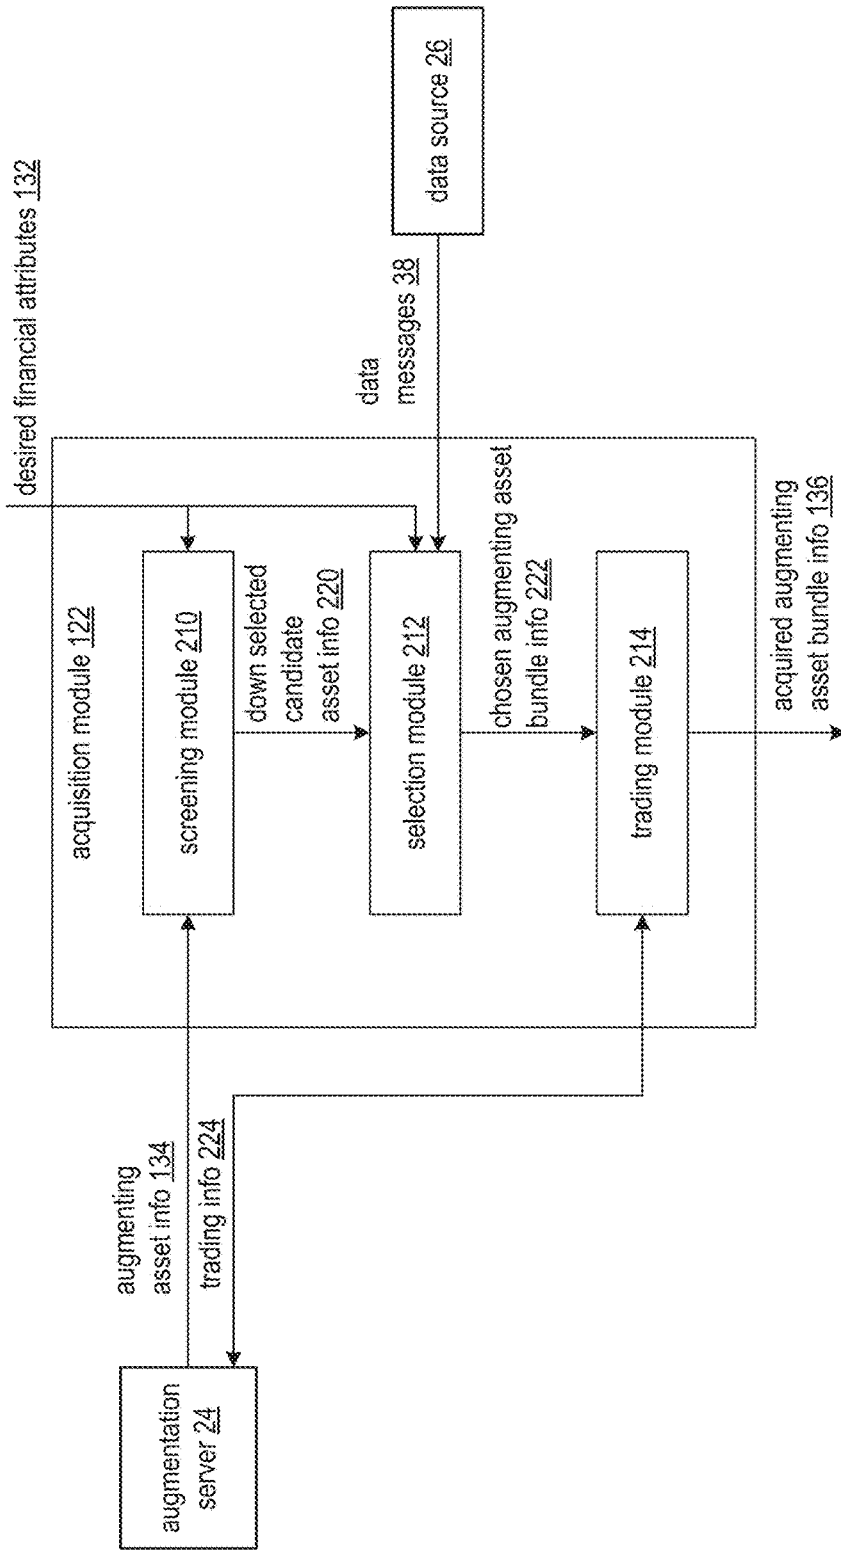 desired financial attributes 132
acquisition module 122
augmenting
asset info 134
screening module 210
augmentation
server 24
trading info 224
down selected
candidate
asset info 220
data
messages 38
data source 26
selection module 212
chosen augmenting asset
bundle info 222
trading module 214
acquired augmenting
asset bundle info 136